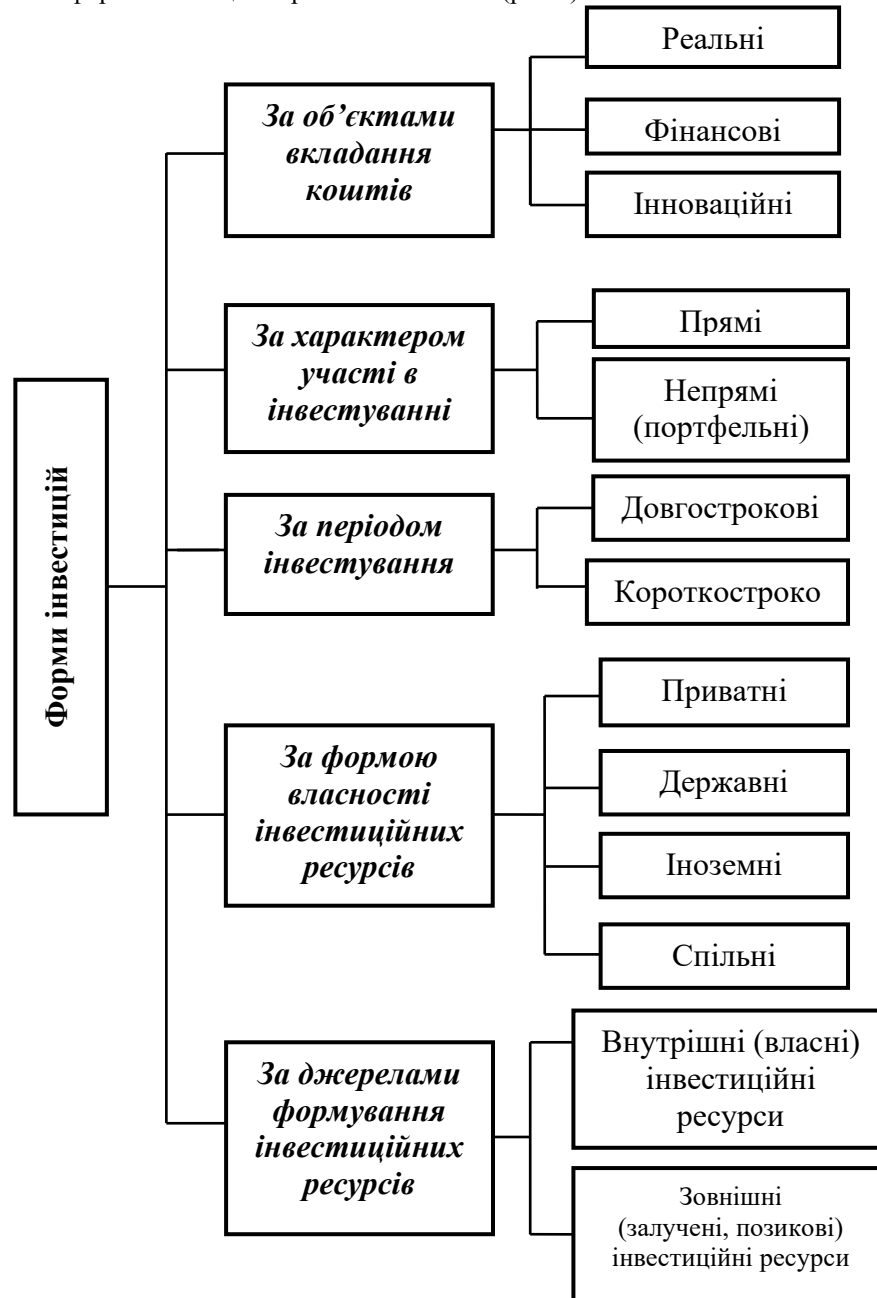 Реальні
За об’єктами
вкладання
коштів
Фінансові
Інноваційні
За характером
участі в
інвестуванні
Прямі
Непрямі
(портфельні)
Форми інвестицій
За періодом
інвестування
Довгострокові
Короткостроко
За формою
власності
інвестиційних
ресурсів
Приватні
Державні
Іноземні
Спільні
За джерелами
формування
інвестиційних
ресурсів
Внутрішні (власні)
інвестиційні
ресурси
Зовнішні
(залучені, позикові)
інвестиційні ресурси